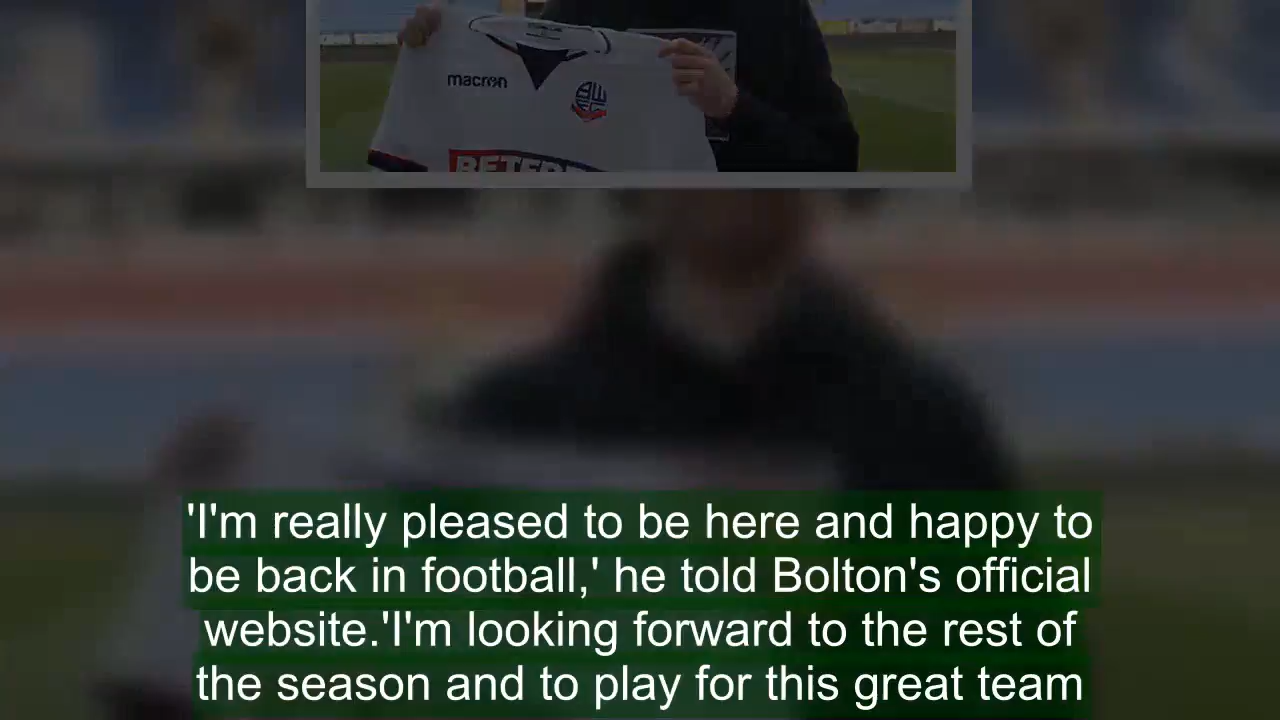 macron
'I'm really pleased to be here and happy to
be back in football,' he told Bolton's official
website.'I'm looking forward to the rest of
the season and to play for this great team